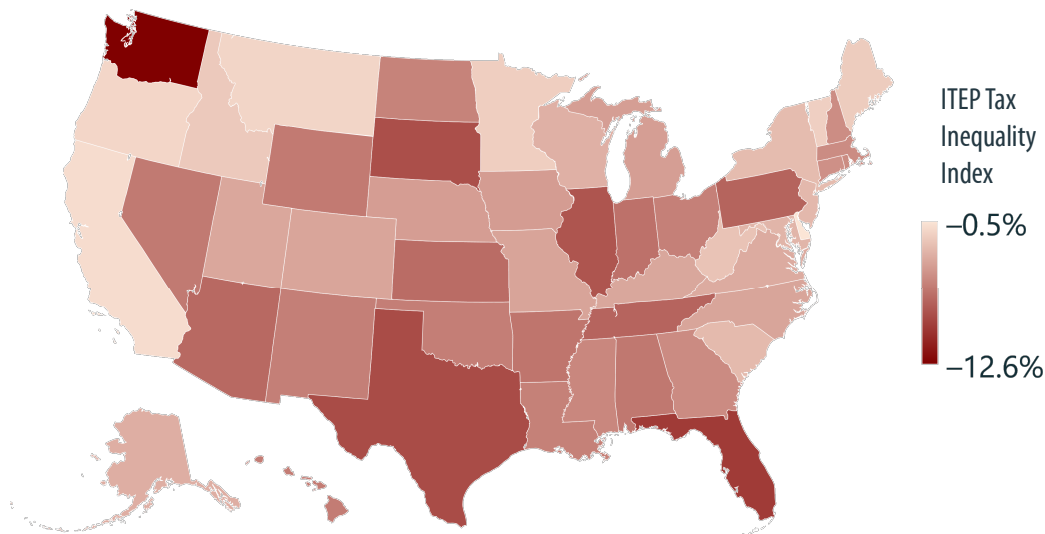 ITEP Tax
Inequality
Index
–0.5%
–12.6%